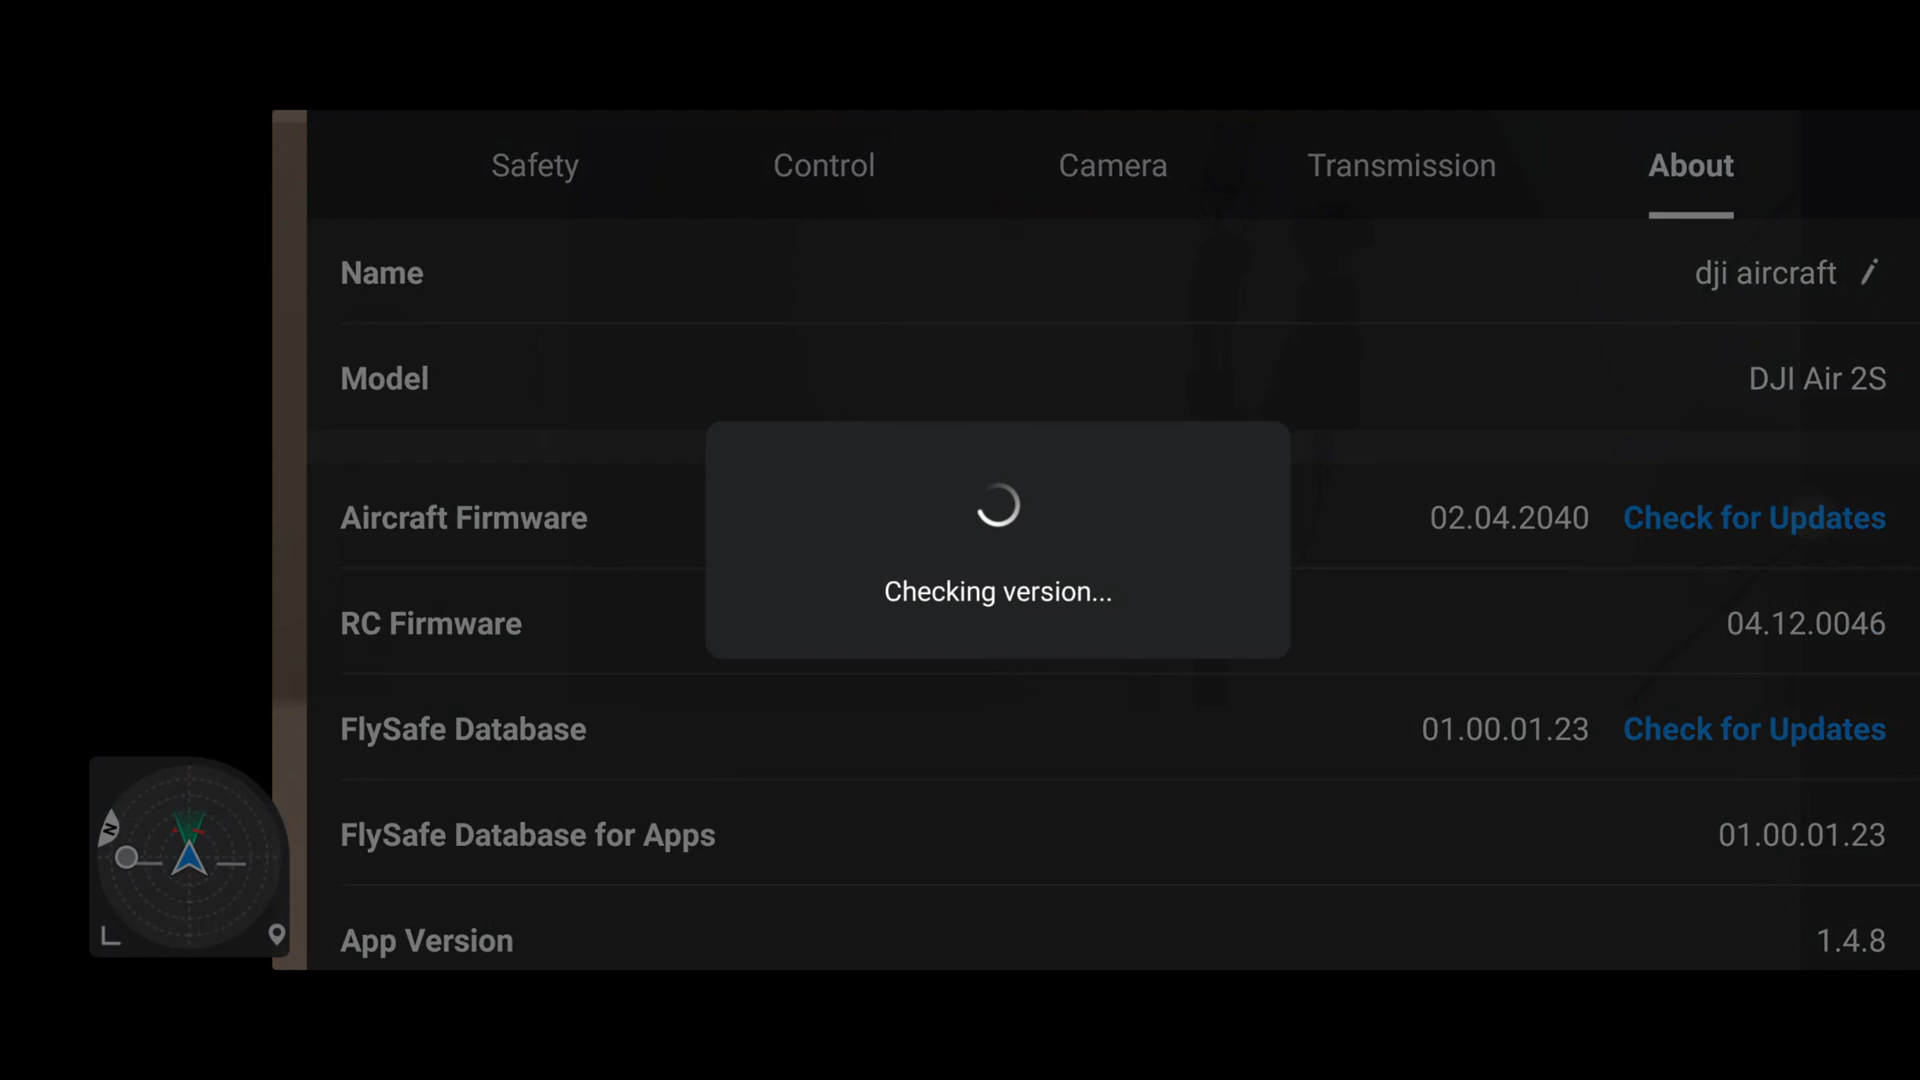 Safety Control Camera Transmission About
Name dji aircraft
Model DJI Air 2S
Aircraft Firmware 02.04.2040 Check for Updates
Checking version...
RC Firmware 04.12.0046
FlySafe Database 01.00.01.23 Check for Updates
FlySafe Database for Apps 01.00.01.23
N
App Version 1.4.8